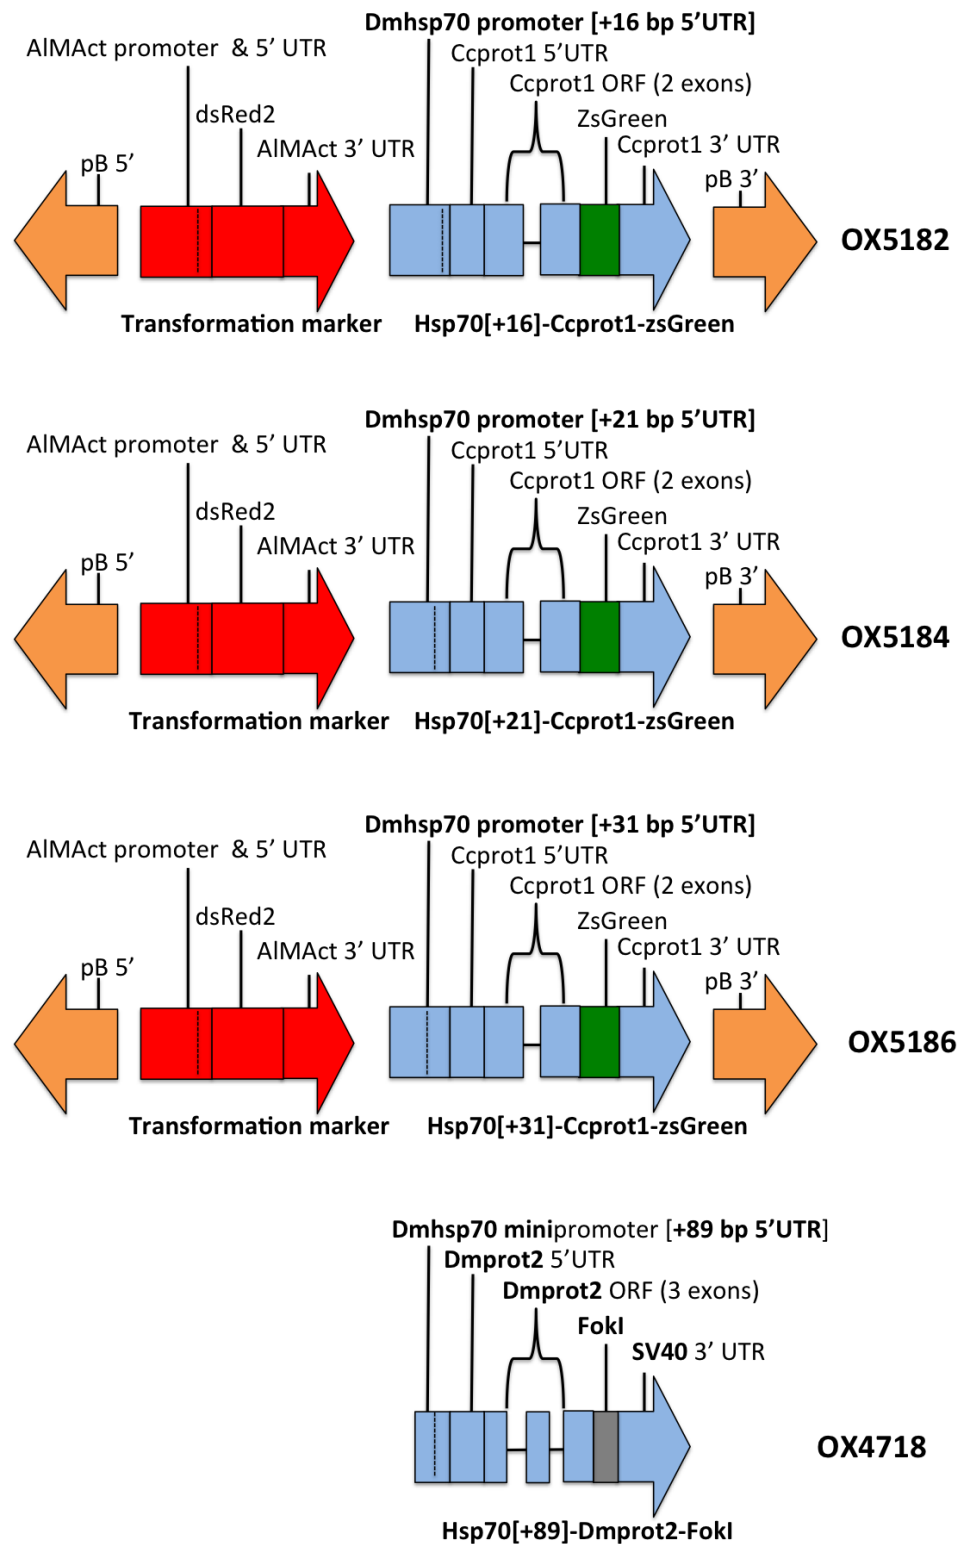 Dmhsp70 promoter [+16 bp 5’UTR]
AlMAct promoter & 5’ UTR
Ccprot1 5’UTR
Ccprot1 ORF (2 exons)
dsRed2
ZsGreen
AlMAct 3’ UTR
Ccprot1 3’ UTR
pB 5’
pB 3’
OX5182
Transformation marker
Hsp70[+16]-Ccprot1-zsGreen
Dmhsp70 promoter [+21 bp 5’UTR]
AlMAct promoter & 5’ UTR
Ccprot1 5’UTR
Ccprot1 ORF (2 exons)
dsRed2
ZsGreen
AlMAct 3’ UTR
Ccprot1 3’ UTR
pB 5’
pB 3’
OX5184
Transformation marker
Hsp70[+21]-Ccprot1-zsGreen
Dmhsp70 promoter [+31 bp 5’UTR]
AlMAct promoter & 5’ UTR
Ccprot1 5’UTR
Ccprot1 ORF (2 exons)
dsRed2
ZsGreen
AlMAct 3’ UTR
Ccprot1 3’ UTR
pB 5’
pB 3’
OX5186
Transformation marker
Hsp70[+31]-Ccprot1-zsGreen
Dmhsp70 minipromoter [+89 bp 5’UTR]
Dmprot2 5’UTR
Dmprot2 ORF (3 exons)
FokI
SV40 3’ UTR
OX4718
Hsp70[+89]-Dmprot2-FokI